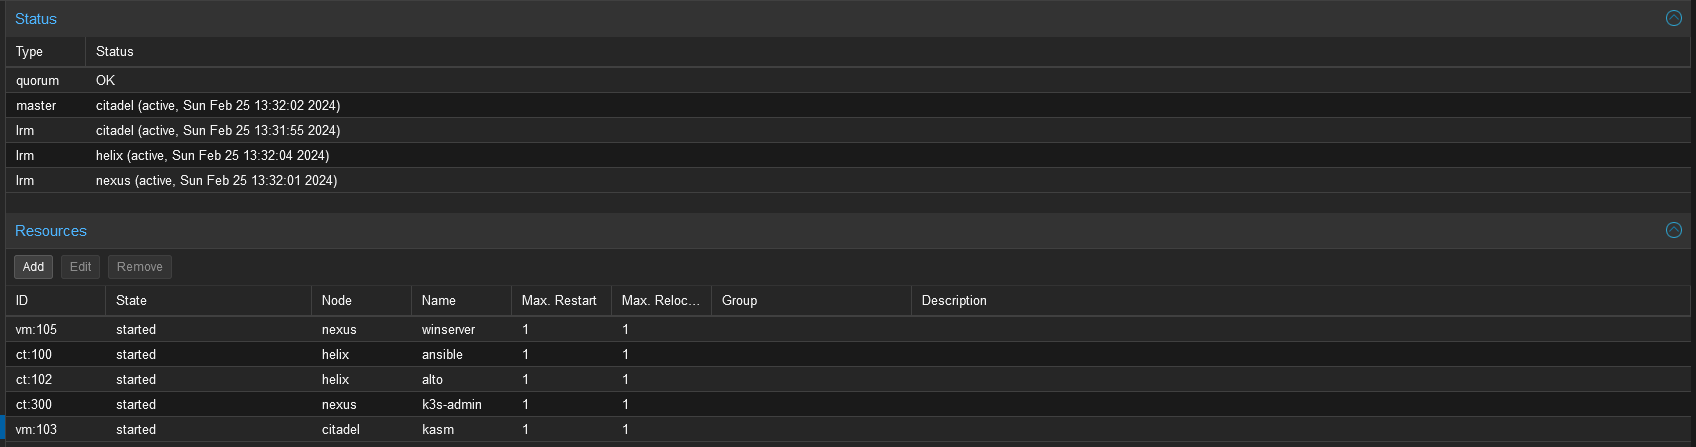 Status
Type Status
quorum OK
master citadel (active, Sun Feb 25 13:32:02 2024)
lrm citadel (active, Sun Feb 25 13:31:55 2024)
lrm helix (active, Sun Feb 25 13:32:04 2024)
lrm nexus (active, Sun Feb 25 13:32:01 2024)
Resources
Add Edit Remove
ID State Node Name Max. Restart Max. Reloc... Group Description
vm:105 started nexus winserver 1 1
ct:100 started helix ansible 1 1
ct:102 started helix alto 1 1
ct:300 started nexus k3s-admin 1 1
vm:103 started citadel kasm 1 1